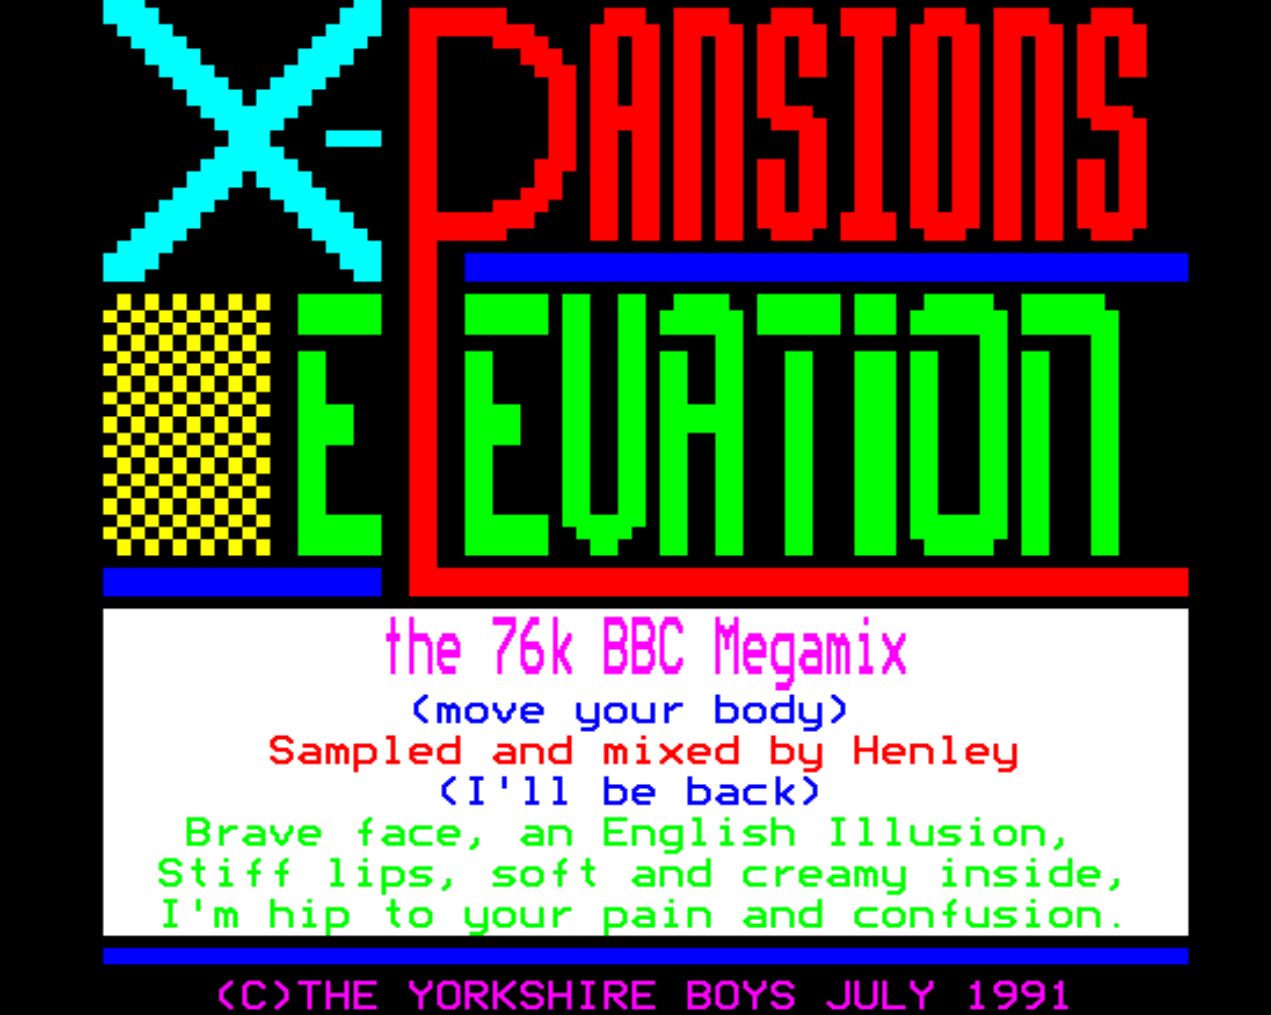 X-PANSIONS
ELEVATION
the 76k BBC Megamix
(move your body)
Sampled and mixed by Henley
(I'll be back)
Brave face, an English Illusion,
Stiff lips, soft and creamy inside,
I'm hip to your pain and confusion.
(C)THE YORKSHIRE BOYS JULY 1991